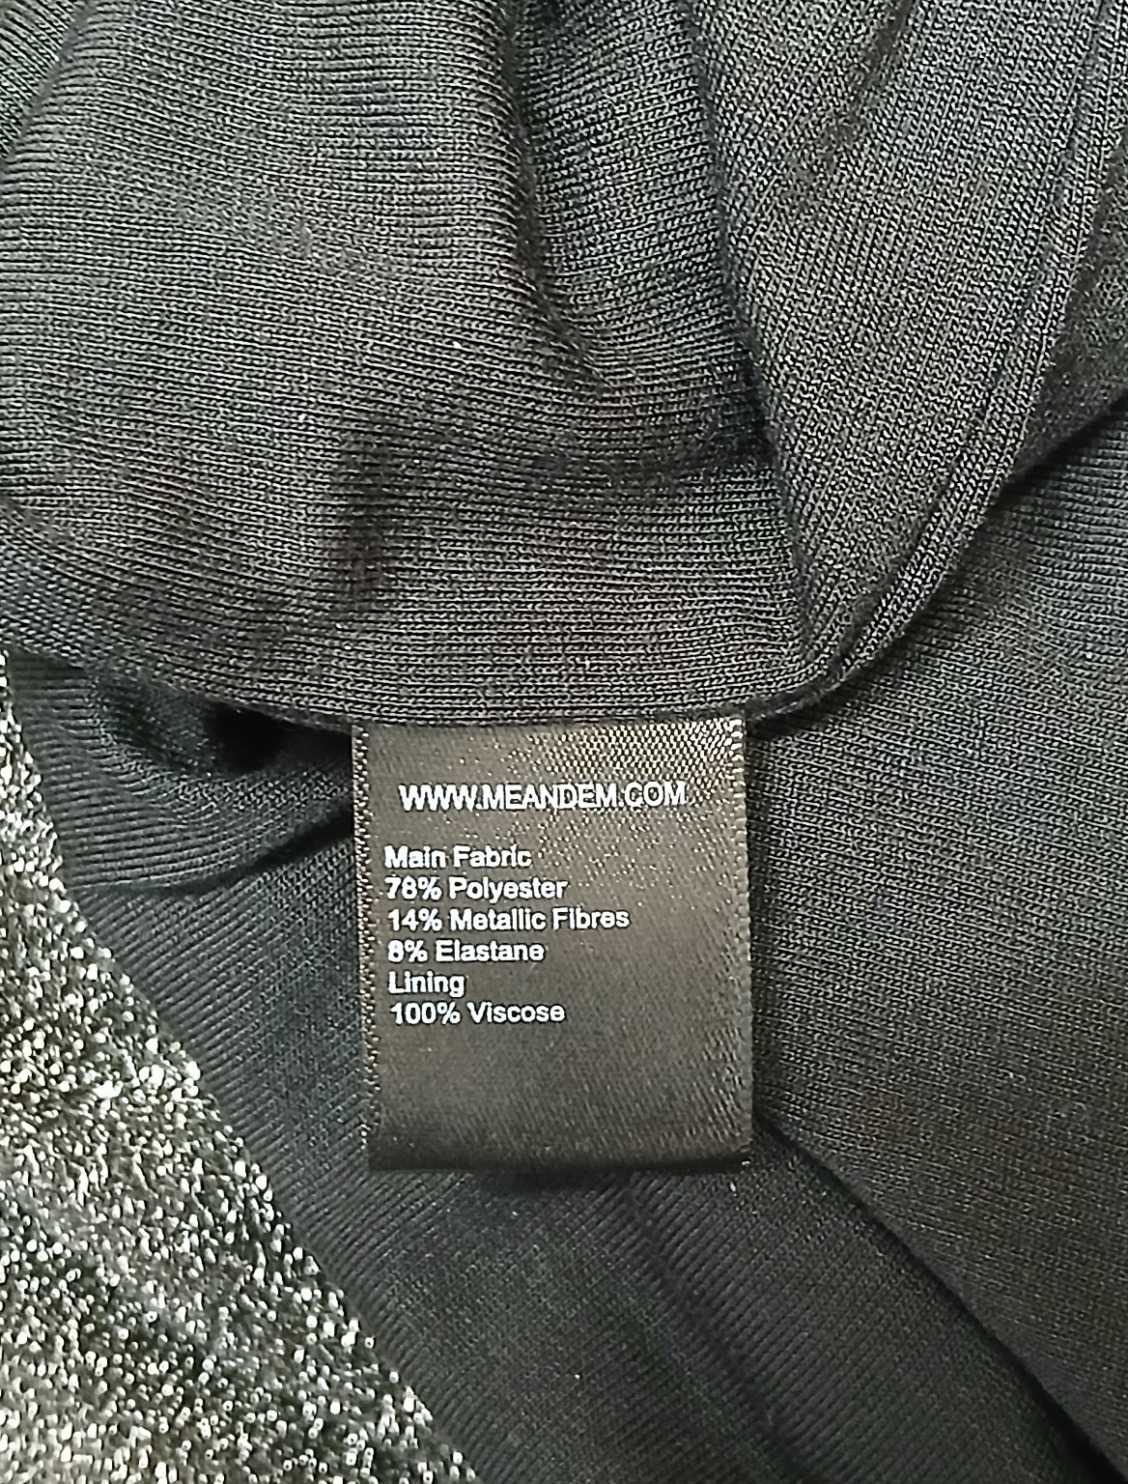 WWW.MEANDEM.COM
Main Fabric
78% Polyester
14% Metallic Fibres
8% Elastane
Lining
100% Viscose